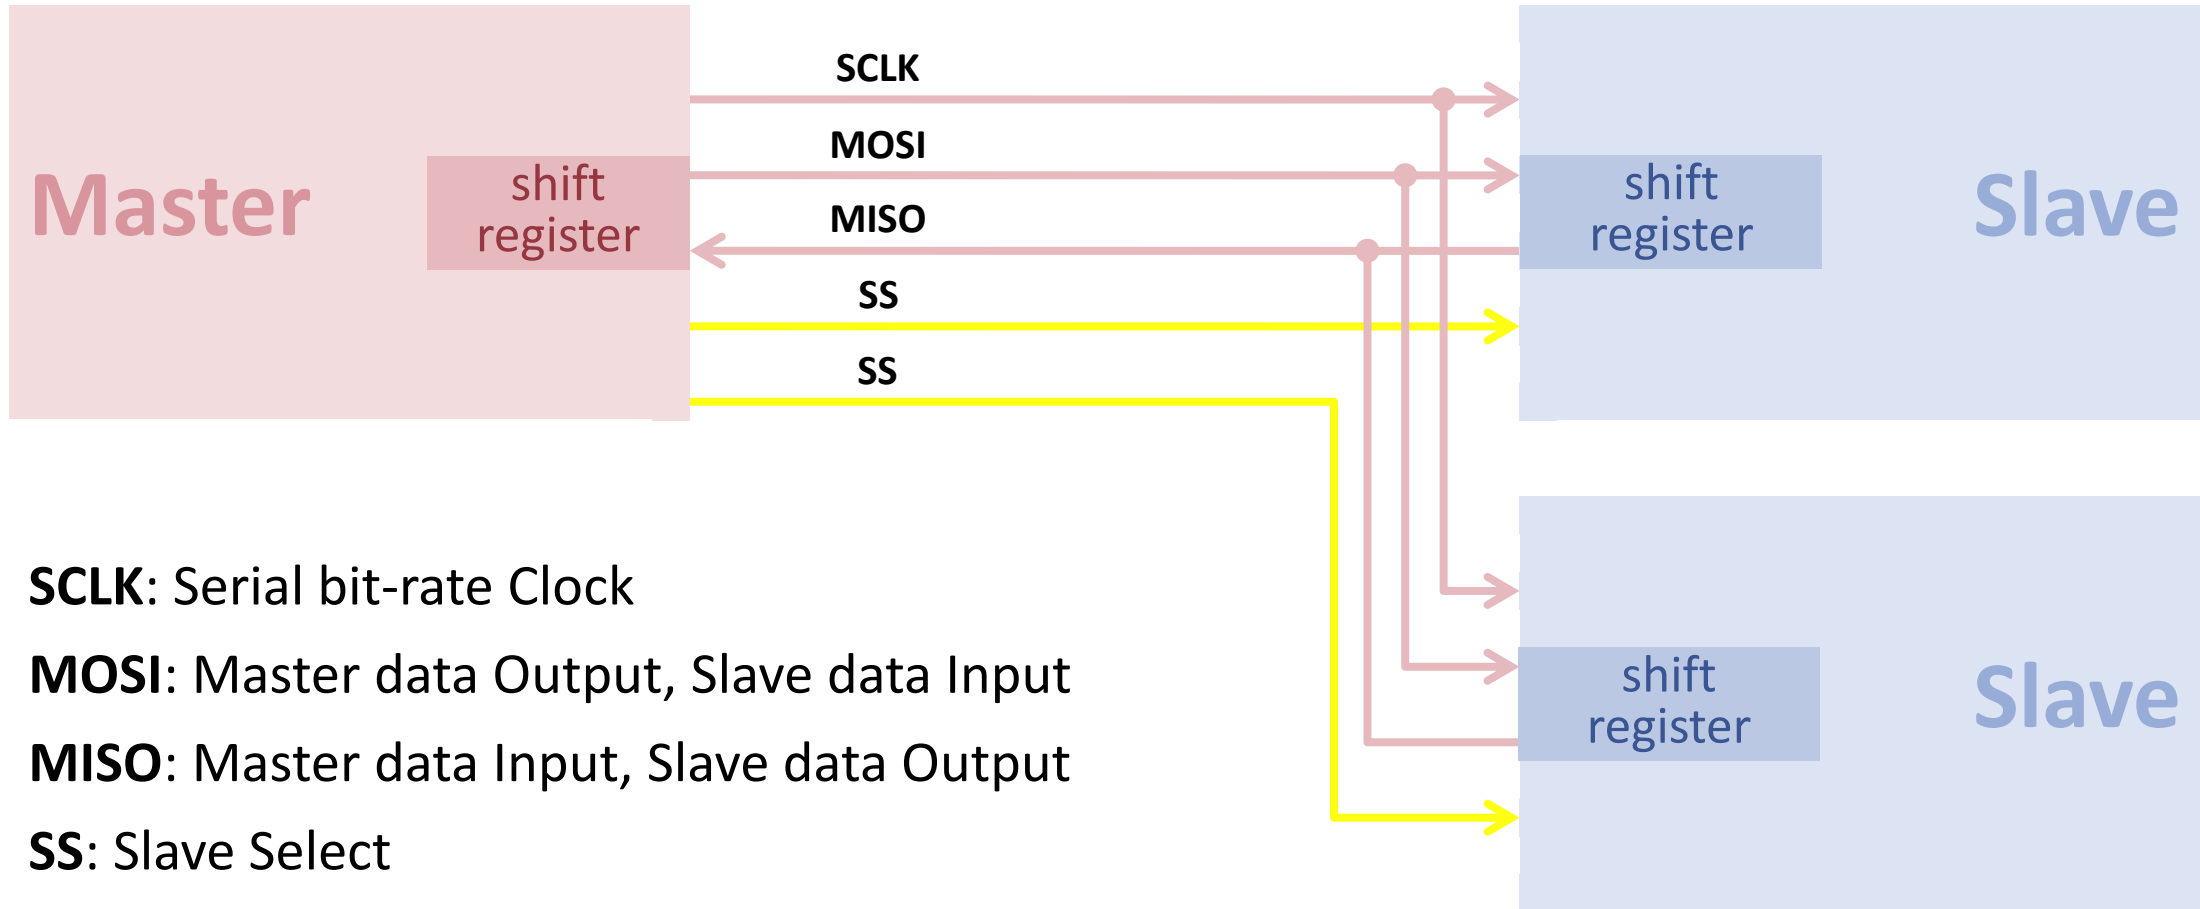 SCLK
MOSI
MISO
SS
SS
Master
shift
register
shift
register
Slave
shift
register
Slave
SCLK: Serial bit-rate Clock
MOSI: Master data Output, Slave data Input
MISO: Master data Input, Slave data Output
SS: Slave Select